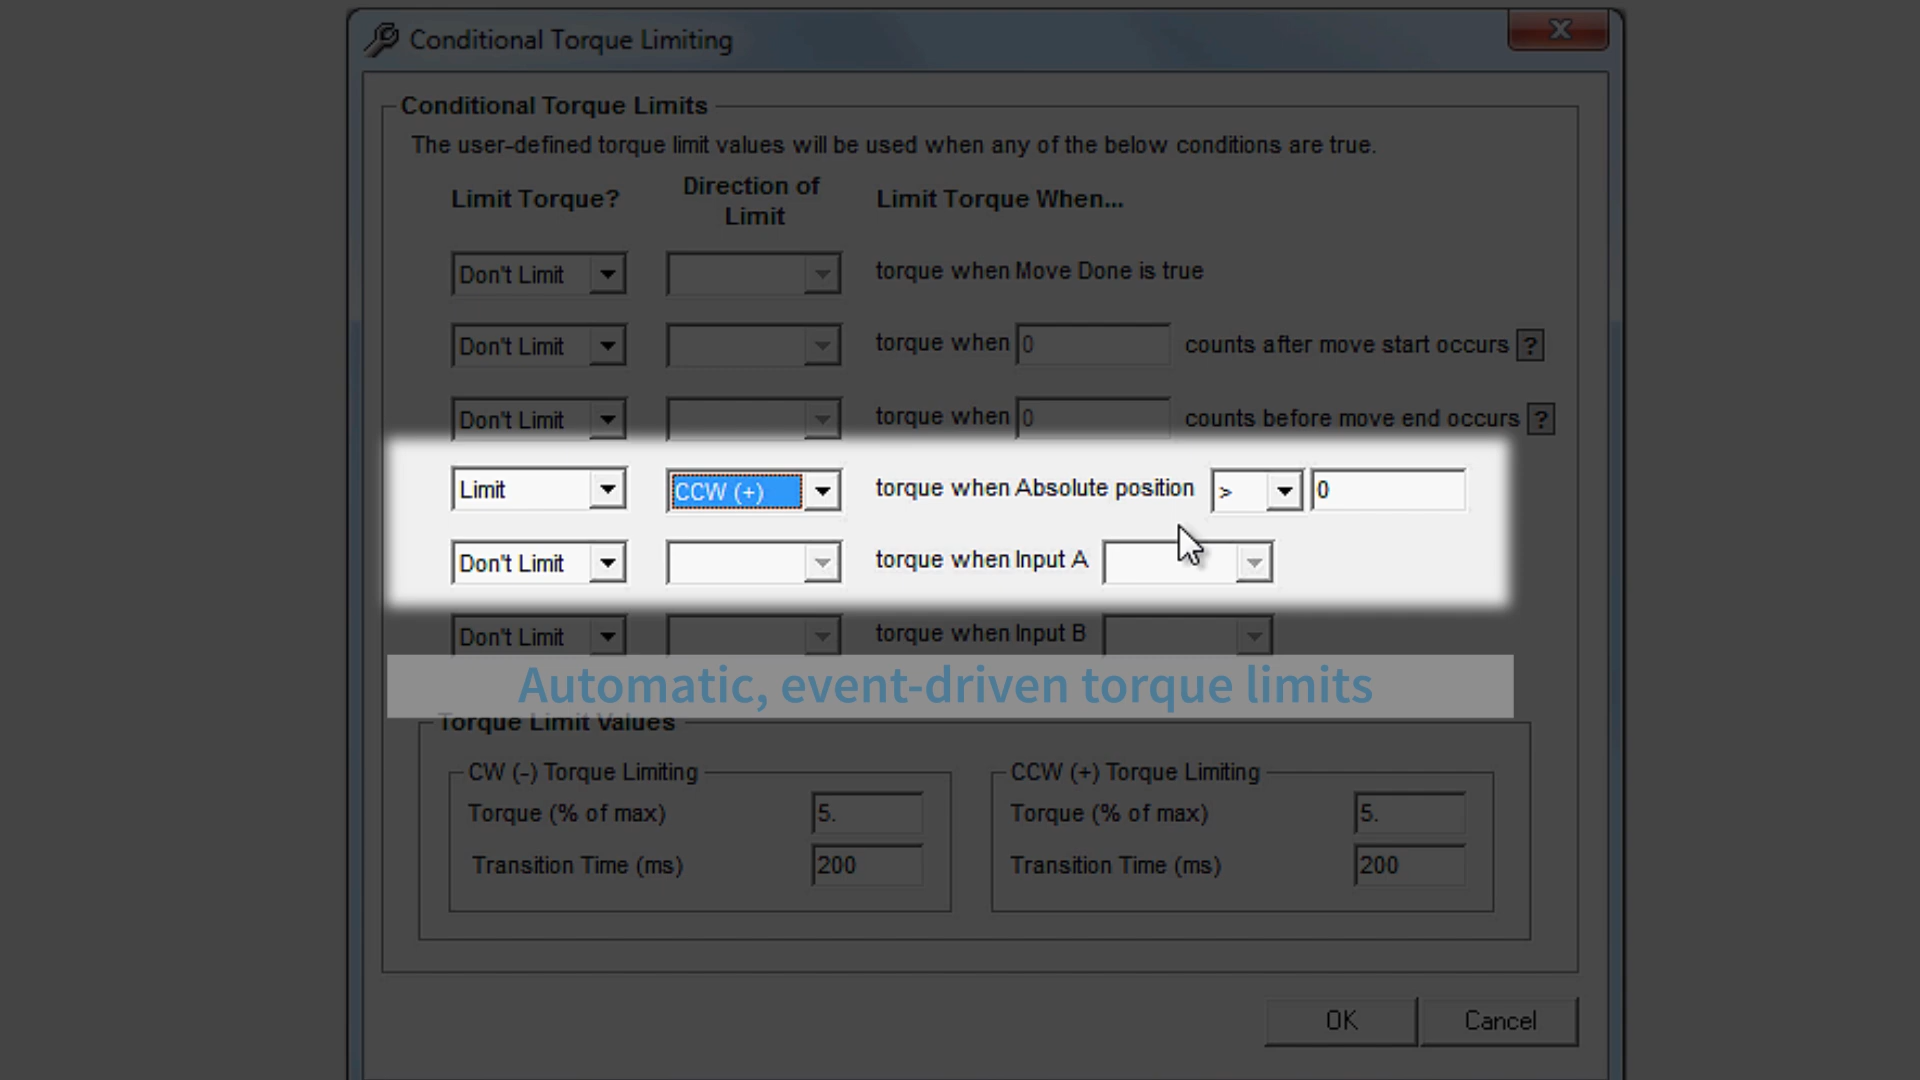 Conditional Torque Limiting
X
Conditional Torque Limits
The user-defined torque limit values will be used when any of the below conditions are true.
Limit Torque? Direction of Limit Limit Torque When...
Don't Limit torque when Move Done is true
Don't Limit torque when 0 counts after move start occurs ?
Don't Limit torque when 0 counts before move end occurs ?
Limit CCW (+) torque when Absolute position > 0
Don't Limit torque when Input A
Don't Limit torque when Input B
Automatic, event-driven torque limits
Torque Limit Values
CW (-) Torque Limiting CCW (+) Torque Limiting
Torque (% of max) 5. Torque (% of max) 5.
Transition Time (ms) 200 Transition Time (ms) 200
OK Cancel